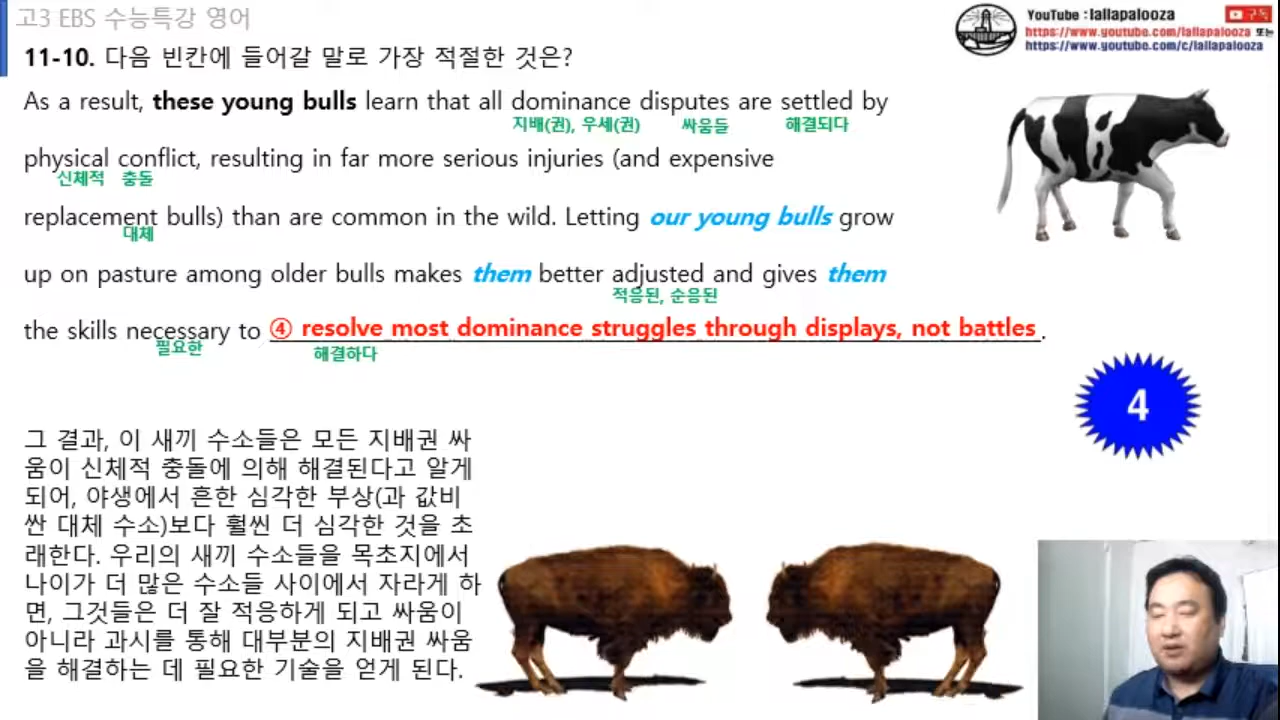 고3 EBS 수능특강 영어
YouTube : lallapalooza
구독
https://www.youtube.com/lallapalooza 또는
https://www.youtube.com/c/lallapalooza
11-10. 다음 빈칸에 들어갈 말로 가장 적절한 것은?
As a result, these young bulls learn that all dominance disputes are settled by
지배(권), 우세(권) 싸움들 해결되다
physical conflict, resulting in far more serious injuries (and expensive
신체적 충돌
replacement bulls) than are common in the wild. Letting our young bulls grow
대체
up on pasture among older bulls makes them better adjusted and gives them
적응된, 순응된
the skills necessary to ④ resolve most dominance struggles through displays, not battles.
필요한 해결하다
4
그 결과, 이 새끼 수소들은 모든 지배권 싸
움이 신체적 충돌에 의해 해결된다고 알게
되어, 야생에서 흔한 심각한 부상(과 값비
싼 대체 수소)보다 훨씬 더 심각한 것을 초
래한다. 우리의 새끼 수소들을 목초지에서
나이가 더 많은 수소들 사이에서 자라게 하
면, 그것들은 더 잘 적응하게 되고 싸움이
아니라 과시를 통해 대부분의 지배권 싸움
을 해결하는 데 필요한 기술을 얻게 된다.